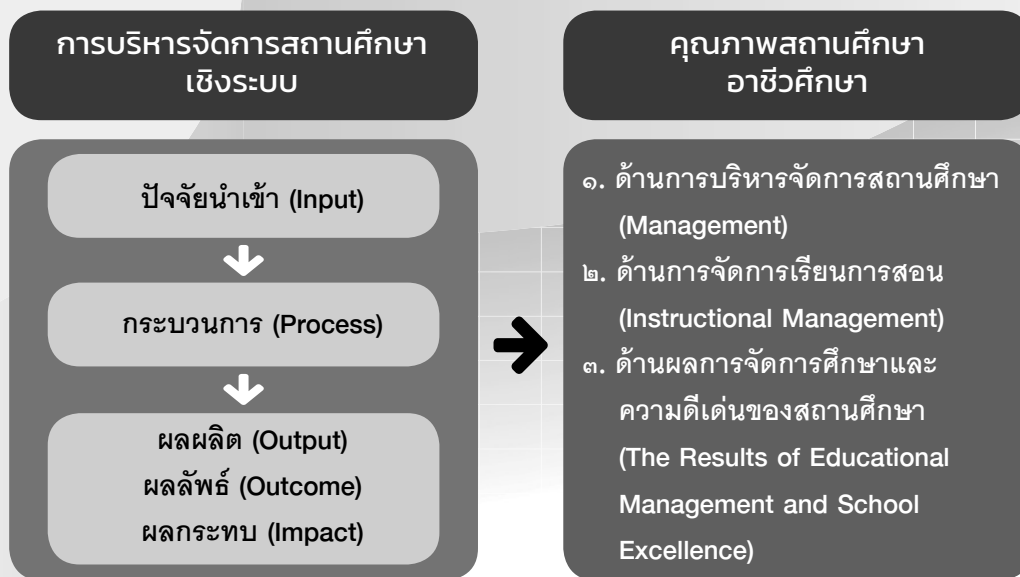 การบริหารจัดการสถานศึกษา
เชิงระบบ
ปัจจัยนำเข้า (Input)
กระบวนการ (Process)
ผลผลิต (Output)
ผลลัพธ์ (Outcome)
ผลกระทบ (Impact)
คุณภาพสถานศึกษา
อาชีวศึกษา
๑. ด้านการบริหารจัดการสถานศึกษา
(Management)
๒. ด้านการจัดการเรียนการสอน
(Instructional Management)
๓. ด้านผลการจัดการศึกษาและ
ความดีเด่นของสถานศึกษา
(The Results of Educational
Management and School
Excellence)